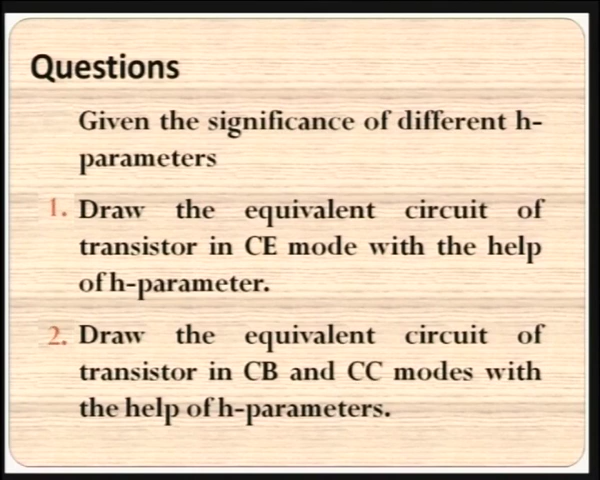 Questions
Given the significance of different h-
parameters
1. Draw the equivalent circuit of
transistor in CE mode with the help
of h-parameter.
2. Draw the equivalent circuit of
transistor in CB and CC modes with
the help of h-parameters.